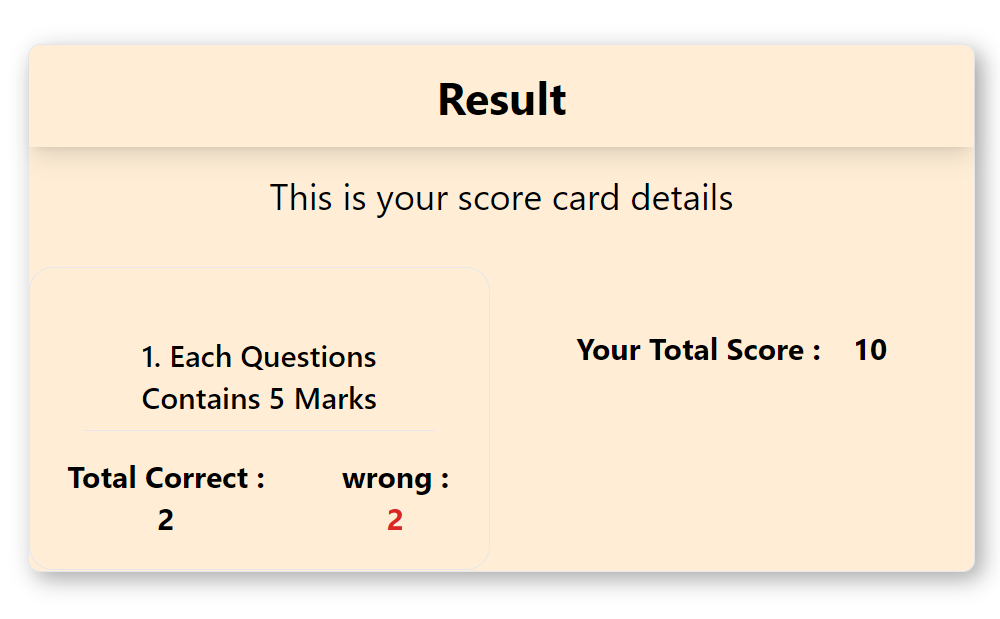 Result
This is your score card details
1. Each Questions
Contains 5 Marks
Total Correct :
2
wrong :
2
Your Total Score : 10